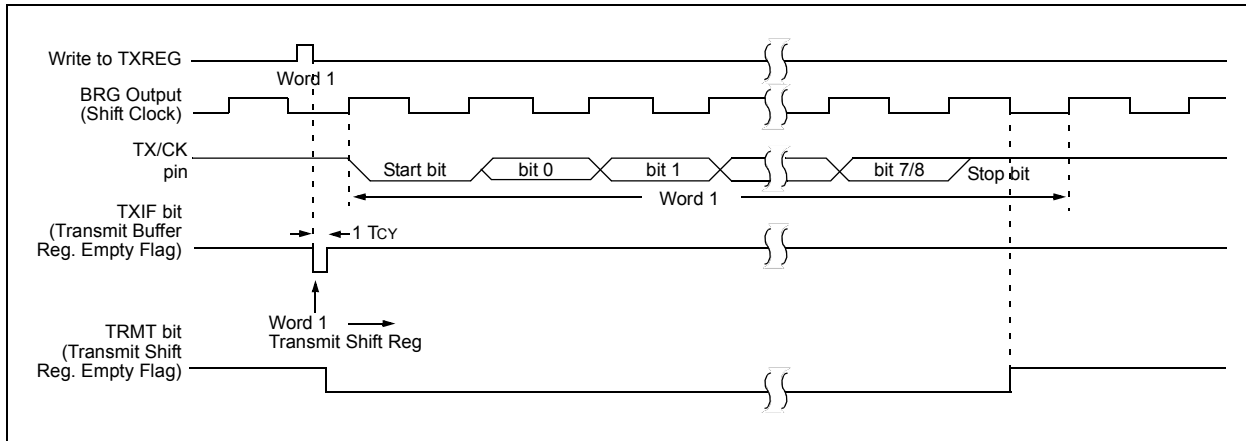 Write to TXREG
Word 1
BRG Output
(Shift Clock)
TX/CK
pin
Start bit
bit 0
bit 1
bit 7/8
Stop bit
Word 1
TXIF bit
(Transmit Buffer
Reg. Empty Flag)
1 TCY
Word 1
Transmit Shift Reg
TRMT bit
(Transmit Shift
Reg. Empty Flag)